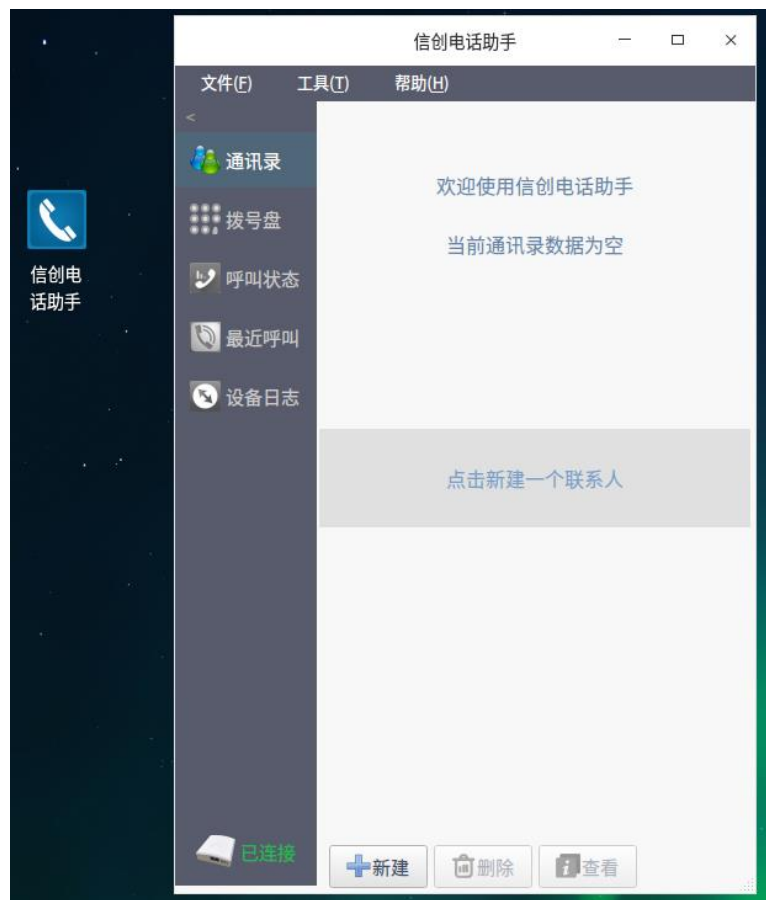 信创电话助手
文件(F) 工具(T) 帮助(H)
<
通讯录
拨号盘
呼叫状态
最近呼叫
设备日志
已连接
欢迎使用信创电话助手
当前通讯录数据为空
点击新建一个联系人
新建 删除 查看
信创电
话助手